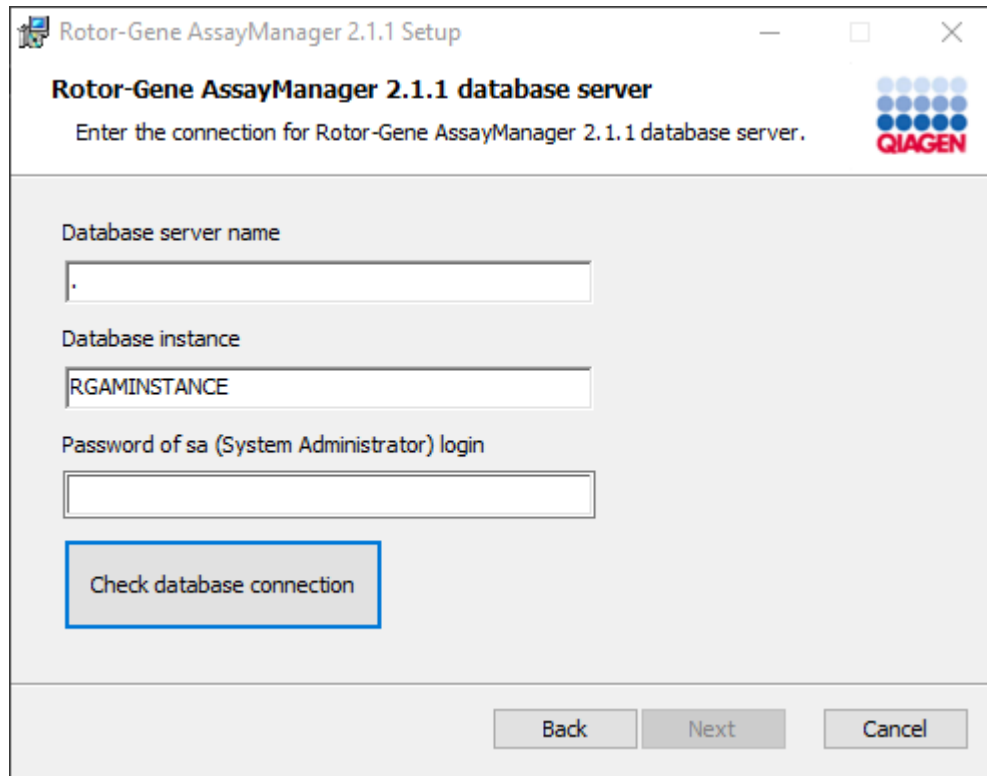 Rotor-Gene AssayManager 2.1.1 Setup
Rotor-Gene AssayManager 2.1.1 database server
Enter the connection for Rotor-Gene AssayManager 2.1.1 database server.
QIAGEN
Database server name
.
Database instance
RGAMINSTANCE
Password of sa (System Administrator) login
Check database connection
Back
Next
Cancel